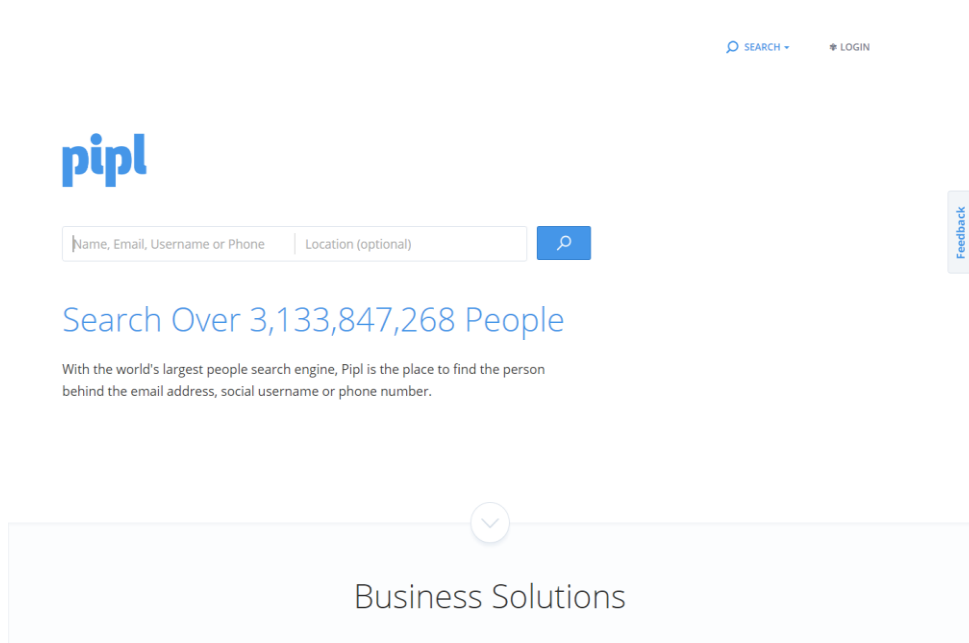 SEARCH
LOGIN
pipl
Feedback
Name, Email, Username or Phone
Location (optional)
Search Over 3,133,847,268 People
With the world's largest people search engine, Pipl is the place to find the person
behind the email address, social username or phone number.
Business Solutions